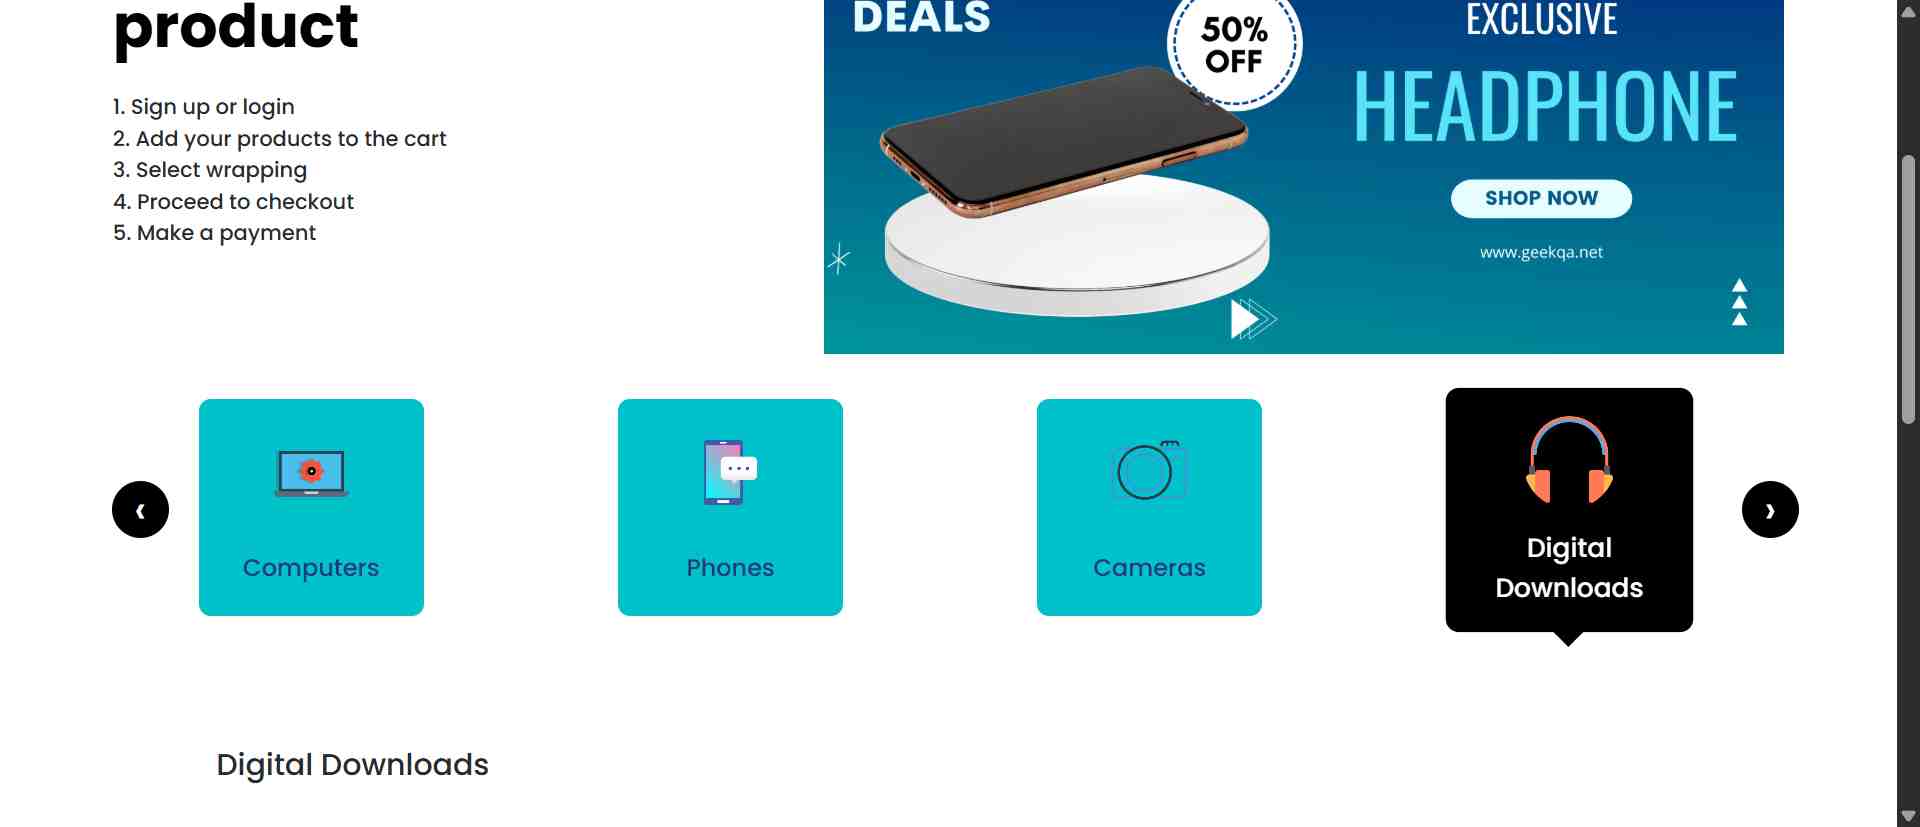 product
1. Sign up or login
2. Add your products to the cart
3. Select wrapping
4. Proceed to checkout
5. Make a payment
DEALS
50%
OFF
EXCLUSIVE
HEADPHONE
SHOP NOW
www.geekqa.net
Computers
Phones
Cameras
Digital
Downloads
Digital Downloads